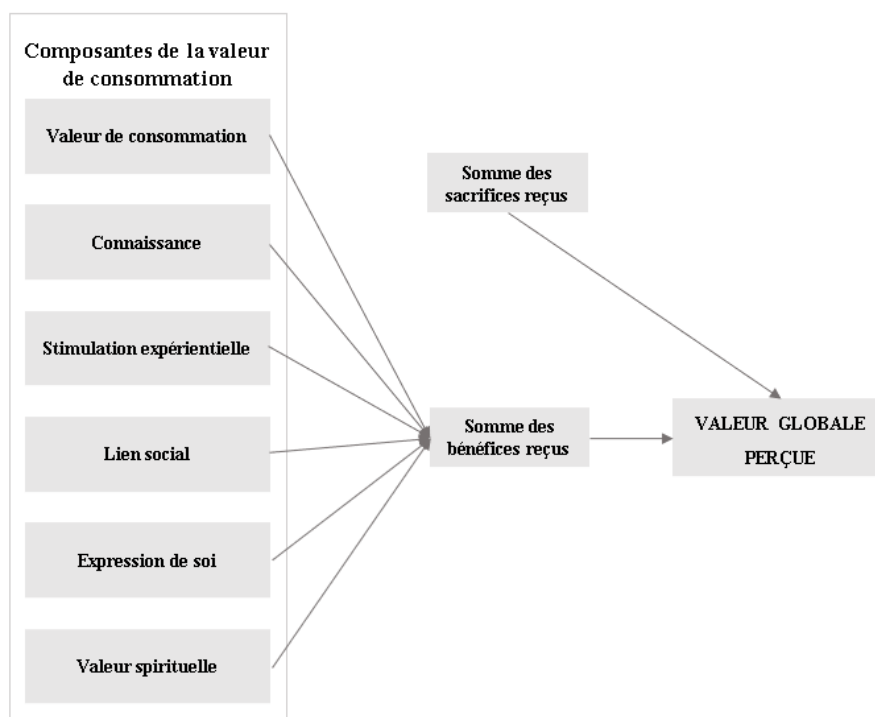 Composantes de la valeur
de consommation
Valeur de consommation
Connaissance
Stimulation expérientielle
Lien social
Expression de soi
Valeur spirituelle
Somme des
sacrifices reçus
Somme des
bénéfices reçus
VALEUR GLOBALE
PERÇUE